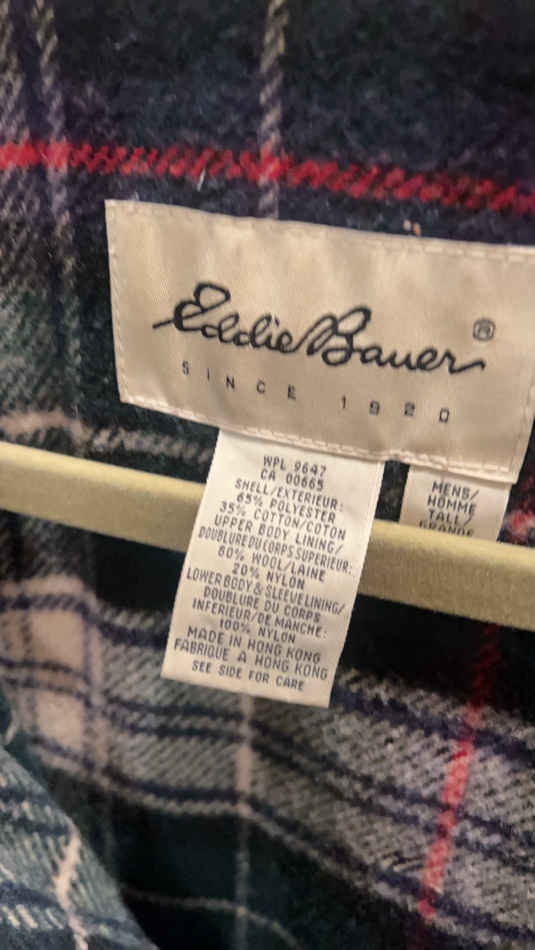 Eddie Bauer®
SINCE 1920
WPL 9647
CA 00665
SHELL/EXTERIEUR:
65% POLYESTER
35% COTTON/COTON
UPPER BODY LINING/
DOUBLURE DU CORPS SUPERIEUR:
80% WOOL/LAINE
20% NYLON
LOWER BODY & SLEEVE LINING/
DOUBLURE DU CORPS
INFERIEUR/DE MANCHE:
100% NYLON
MADE IN HONG KONG
FABRIQUE A HONG KONG
SEE SIDE FOR CARE
MENS/
HOMME
TALL/
GRANDE